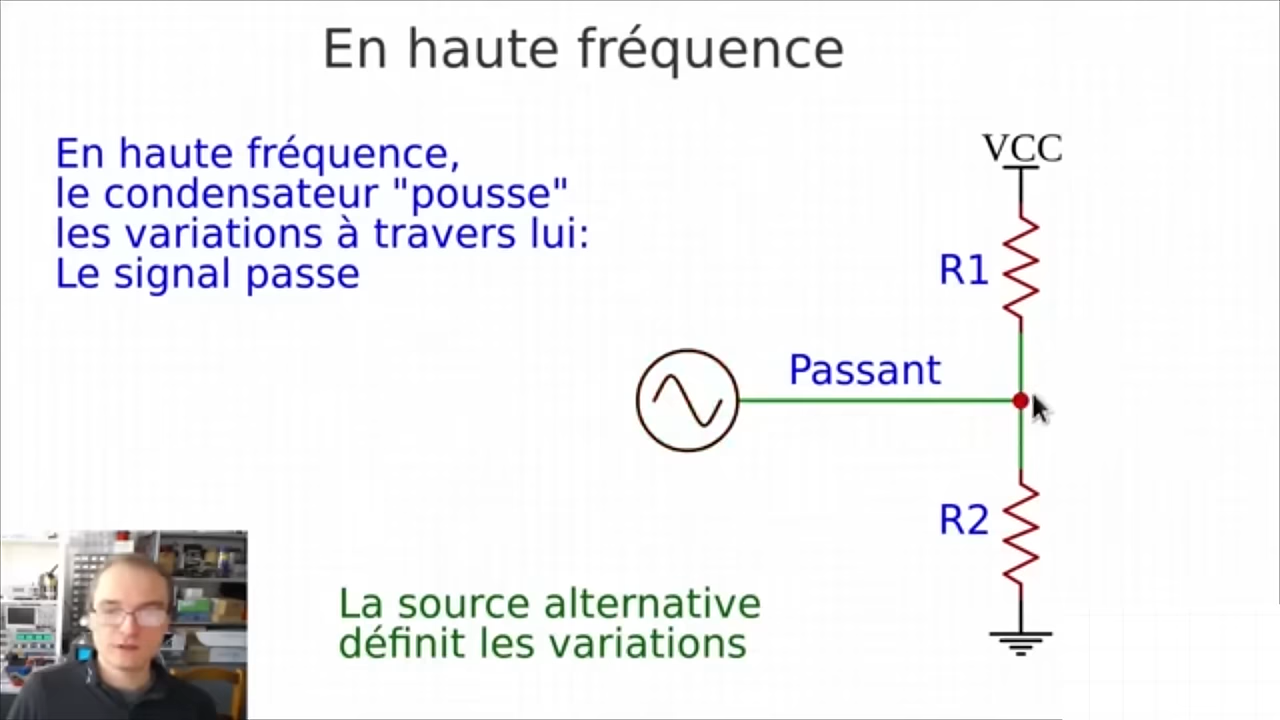 En haute fréquence
En haute fréquence,
le condensateur "pousse"
les variations à travers lui:
Le signal passe
VCC
R1
Passant
R2
La source alternative
définit les variations